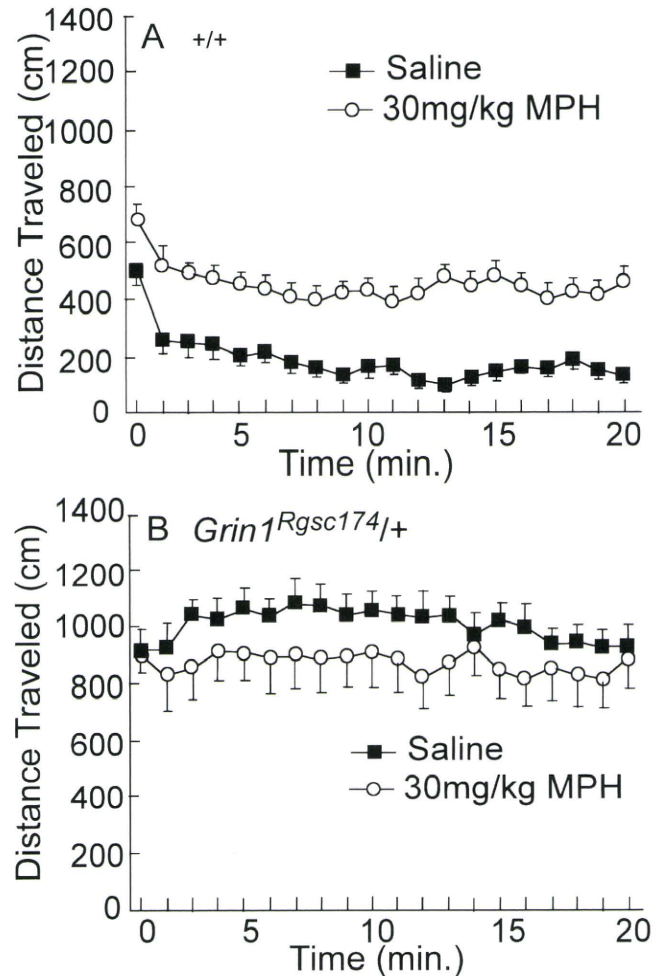 A +/+
Saline
30mg/kg MPH
Distance Traveled (cm)
1400
1200
1000
800
600
400
200
0
0 5 10 15 20
Time (min.)
B Grin1^Rgsc174/+
Saline
30mg/kg MPH
Distance Traveled (cm)
1400
1200
1000
800
600
400
200
0
0 5 10 15 20
Time (min.)